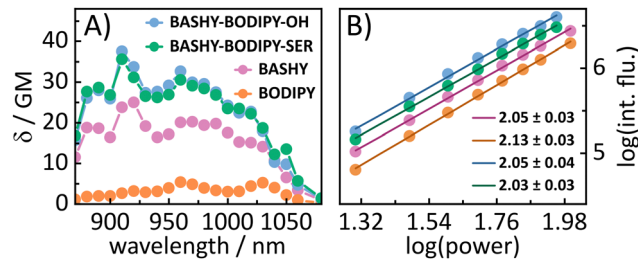 A)
BASHY-BODIPY-OH
BASHY-BODIPY-SER
BASHY
BODIPY
δ / GM
40
30
20
10
0
900 950 1000 1050
wavelength / nm
B)
2.05 ± 0.03
2.13 ± 0.03
2.05 ± 0.04
2.03 ± 0.03
1.32 1.54 1.76 1.98
log(power)
6
5
log(int. flu.)